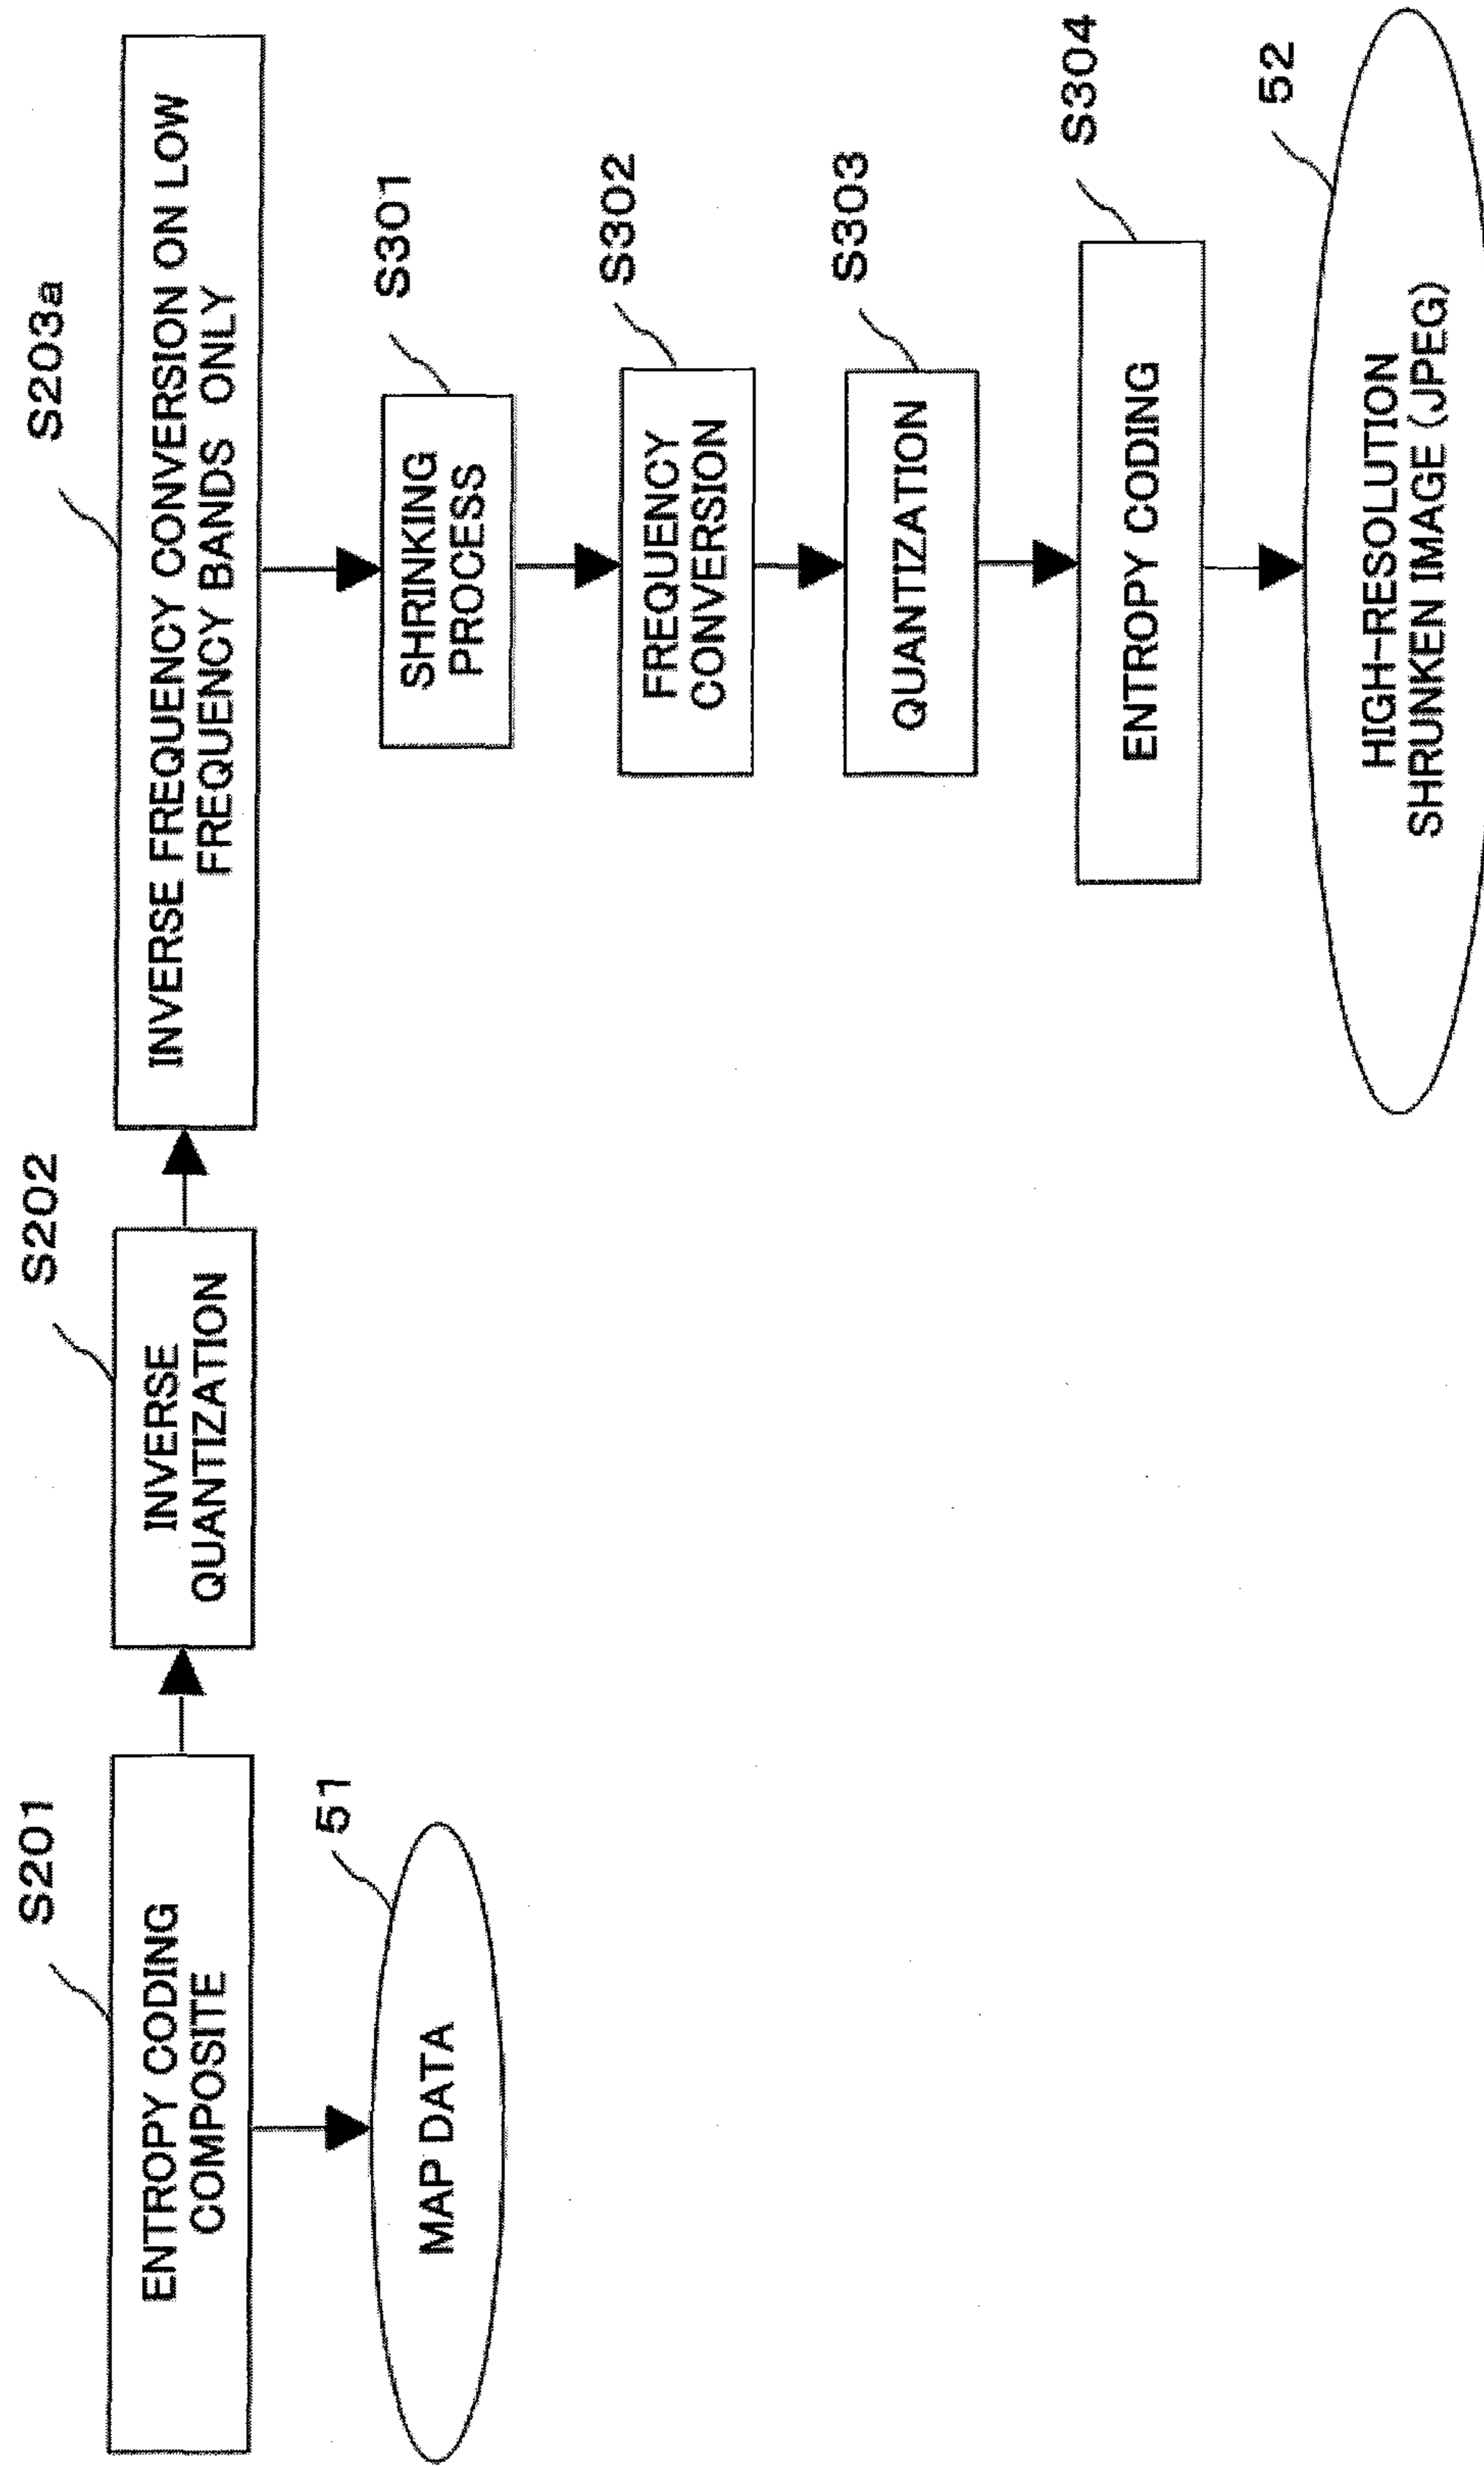 S201
ENTROPY CODING
COMPOSITE
51
MAP DATA
S202
INVERSE
QUANTIZATION
S203a
INVERSE FREQUENCY CONVERSION ON LOW
FREQUENCY BANDS ONLY
S301
SHRINKING
PROCESS
S302
FREQUENCY
CONVERSION
S303
QUANTIZATION
S304
ENTROPY CODING
52
HIGH-RESOLUTION
SHRUNKEN IMAGE (JPEG)